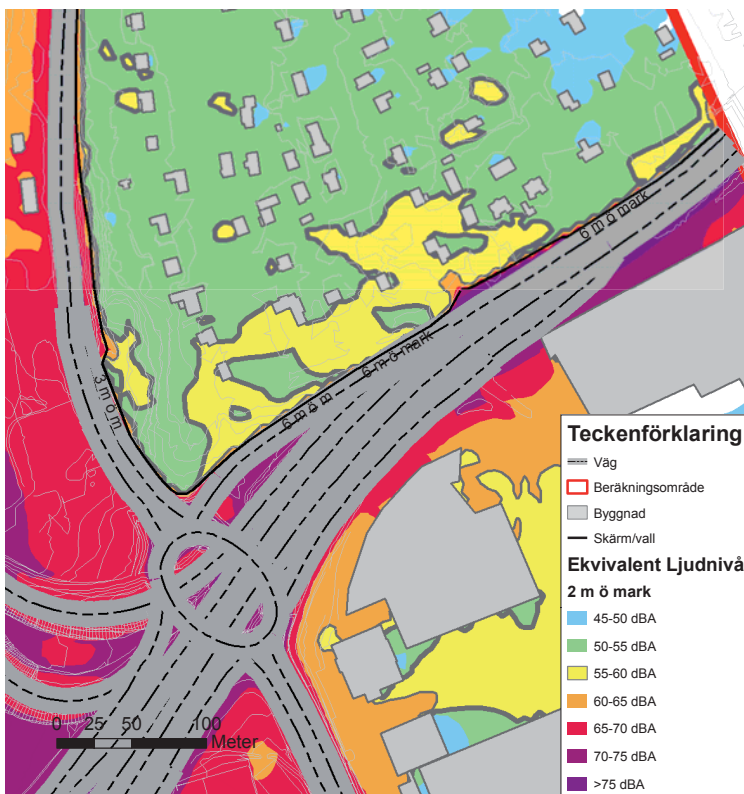 6 m ö mark
6 m ö mark
6 m ö m
3 m ö m
0 25 50 100
Meter
Teckenförklaring
Väg
Beräkningsområde
Byggnad
Skärm/vall
Ekvivalent Ljudnivå
2 m ö mark
45-50 dBA
50-55 dBA
55-60 dBA
60-65 dBA
65-70 dBA
70-75 dBA
>75 dBA